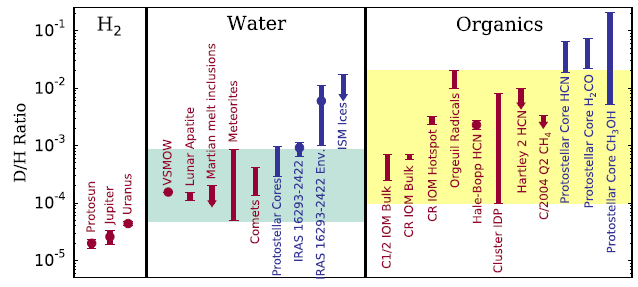 H2
Water
Organics
D/H Ratio
10-1
10-2
10-3
10-4
10-5
Protosun
Jupiter
Uranus
VSMOW
Lunar Apatite
Martian melt inclusions
Meteorites
Comets
Protostellar Cores
IRAS 16293-2422
IRAS 16293-2422 Env.
ISM Ices
C1/2 IOM Bulk
CR IOM Bulk
CR IOM Hotspot
Orgeuil Radicals
Hale-Bopp HCN
Cluster IDP
Hartley 2 HCN
C/2004 Q2 CH4
Protostellar Core HCN
Protostellar Core H2CO
Protostellar Core CH3OH